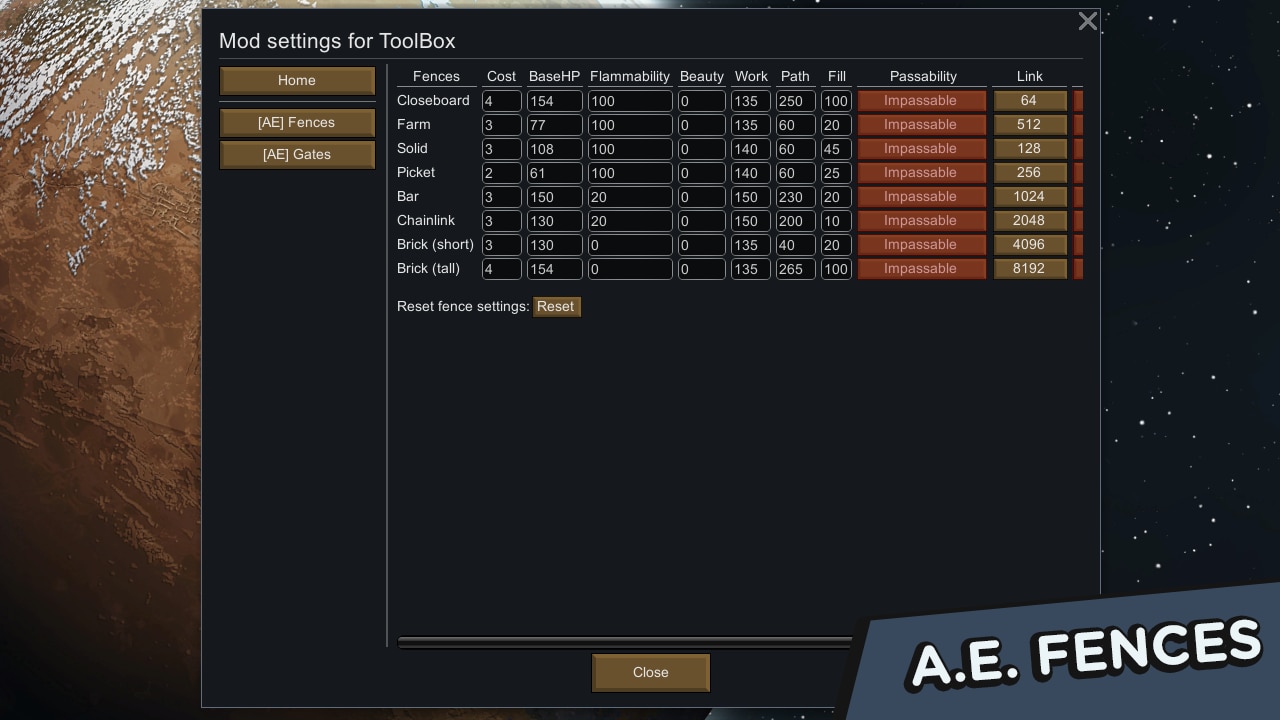 Mod settings for ToolBox
Home
[AE] Fences
[AE] Gates
Fences Cost BaseHP Flammability Beauty Work Path Fill Passability Link
Closeboard 4 154 100 0 135 250 100 Impassable 64
Farm 3 77 100 0 135 60 20 Impassable 512
Solid 3 108 100 0 140 60 45 Impassable 128
Picket 2 61 100 0 140 60 25 Impassable 256
Bar 3 150 20 0 150 230 20 Impassable 1024
Chainlink 3 130 20 0 150 200 10 Impassable 2048
Brick (short) 3 130 0 0 135 40 20 Impassable 4096
Brick (tall) 4 154 0 0 135 265 100 Impassable 8192
Reset fence settings: Reset
Close
A.E. FENCES